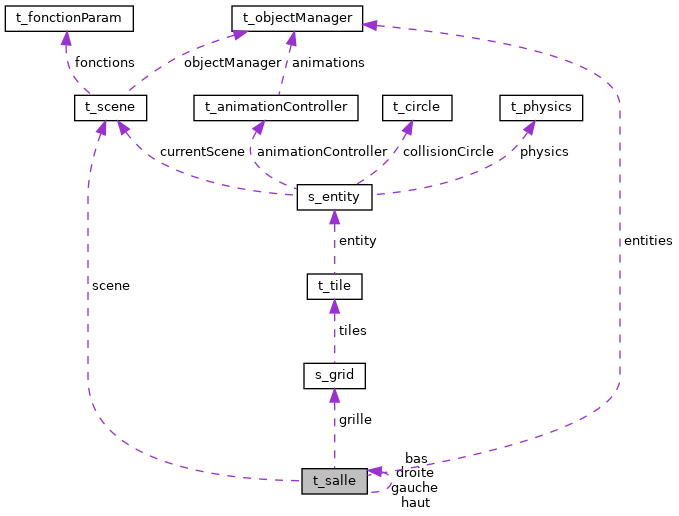 t_fonctionParam
t_objectManager
fonctions
objectManager
animations
t_scene
t_animationController
t_circle
t_physics
currentScene
animationController
collisionCircle
physics
s_entity
entity
entities
t_tile
scene
tiles
s_grid
grille
t_salle
bas
droite
gauche
haut